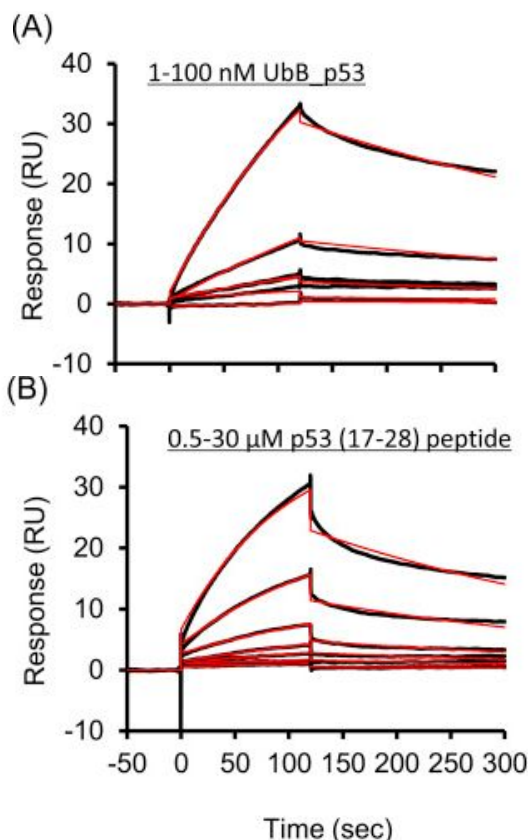 (A)
1-100 nM UbB_p53
40
30
20
10
0
-10
Response (RU)
(B)
0.5-30 µM p53 (17-28) peptide
40
30
20
10
0
-10
Response (RU)
-50 0 50 100 150 200 250 300
Time (sec)